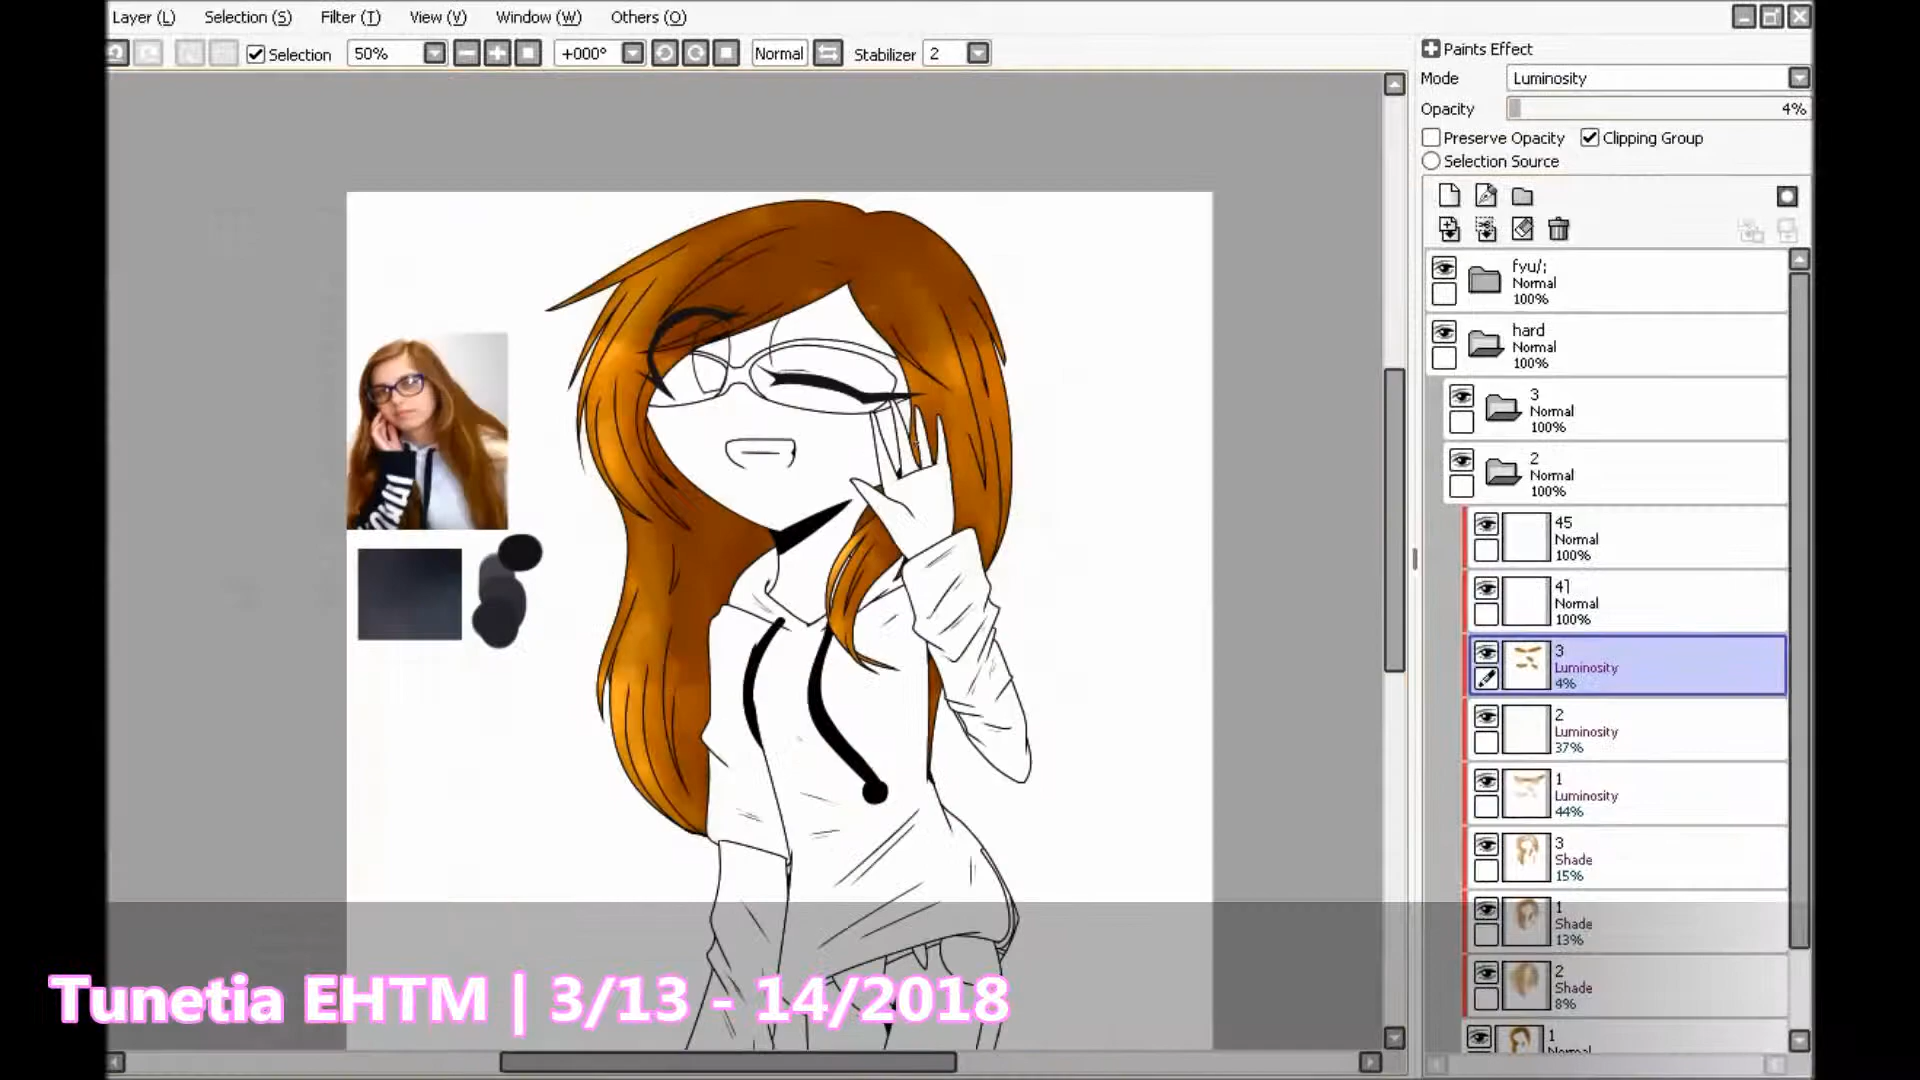 Layer (L) Selection (S) Filter (T) View (V) Window (W) Others (O)
Selection 50% +000° Normal Stabilizer 2
Paints Effect
Mode Luminosity
Opacity 4%
Preserve Opacity Clipping Group
Selection Source
fyu/;
Normal
100%
hard
Normal
100%
3
Normal
100%
2
Normal
100%
45
Normal
100%
4]
Normal
100%
3
Luminosity
4%
2
Luminosity
37%
1
Luminosity
44%
3
Shade
15%
1
Shade
13%
2
Shade
8%
1
Normal
Tunetia EHTM | 3/13 - 14/2018